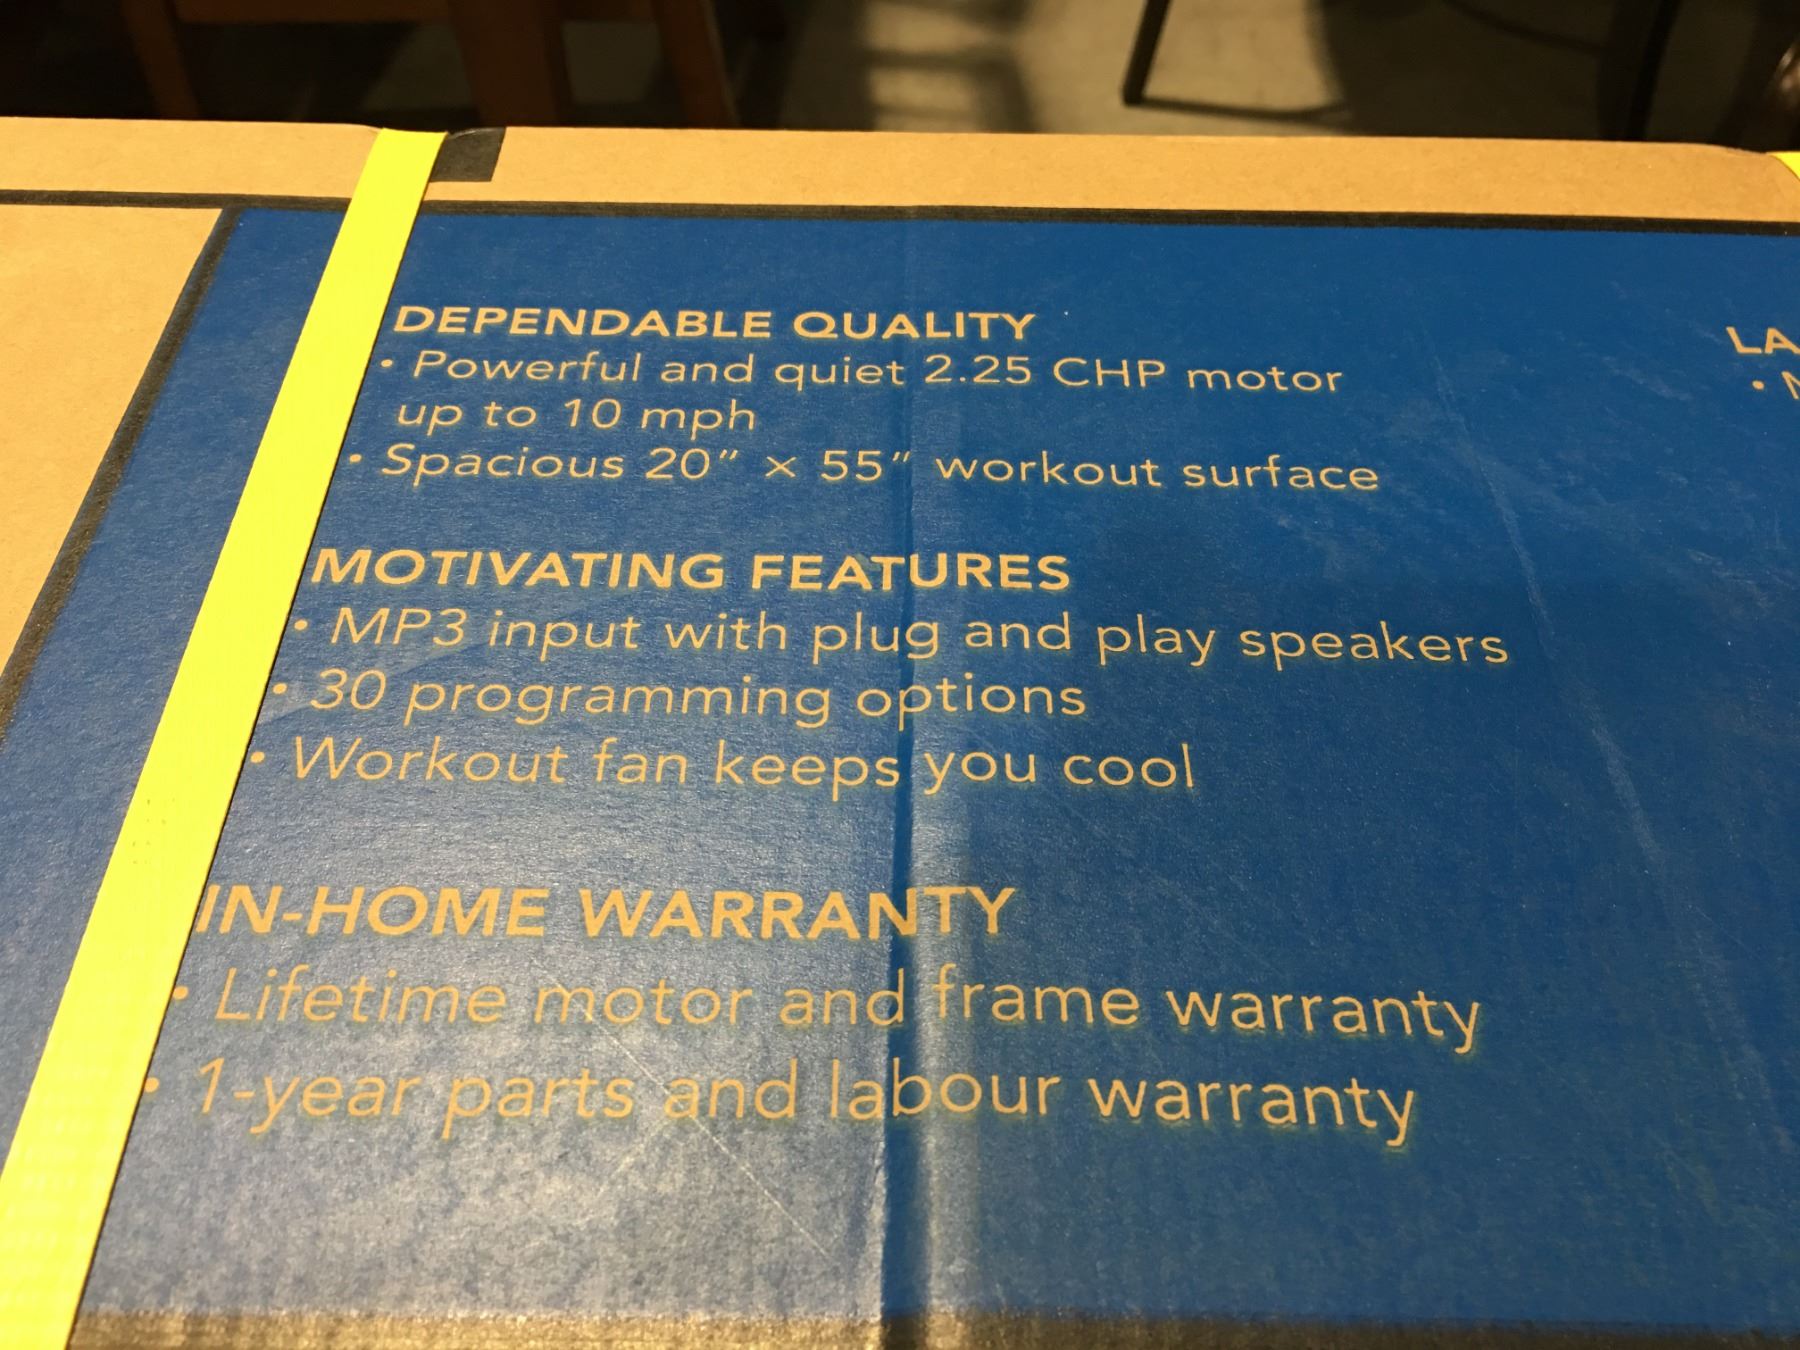 DEPENDABLE QUALITY
• Powerful and quiet 2.25 CHP motor
up to 10 mph
• Spacious 20” × 55” workout surface
MOTIVATING FEATURES
• MP3 input with plug and play speakers
• 30 programming options
• Workout fan keeps you cool
IN-HOME WARRANTY
• Lifetime motor and frame warranty
• 1-year parts and labour warranty